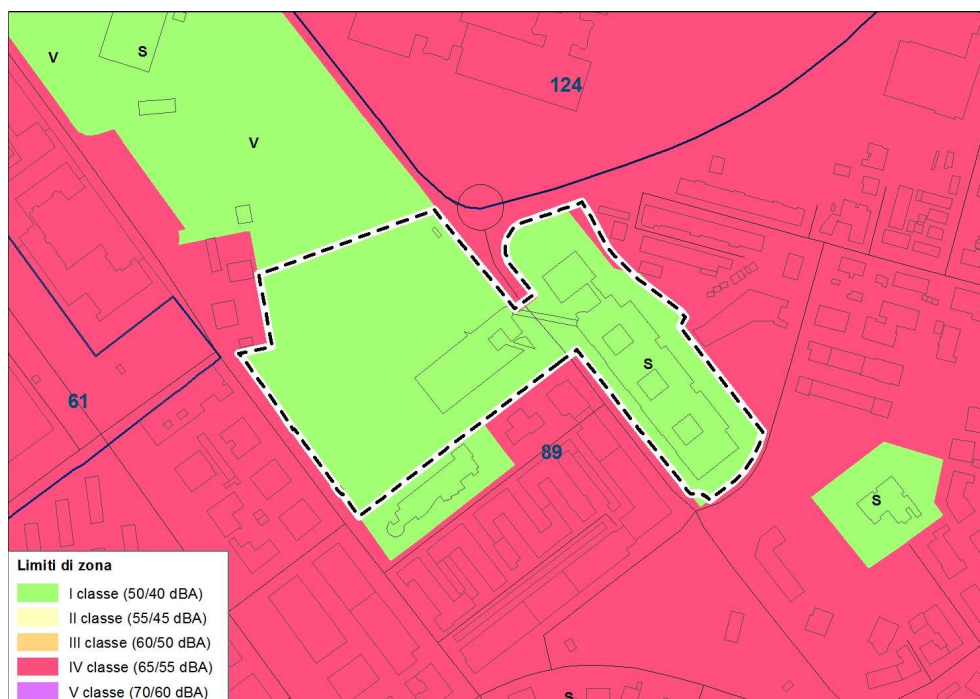 V
S
124
V
S
61
89
S
Limiti di zona
I classe (50/40 dBA)
II classe (55/45 dBA)
III classe (60/50 dBA)
IV classe (65/55 dBA)
V classe (70/60 dBA)
S